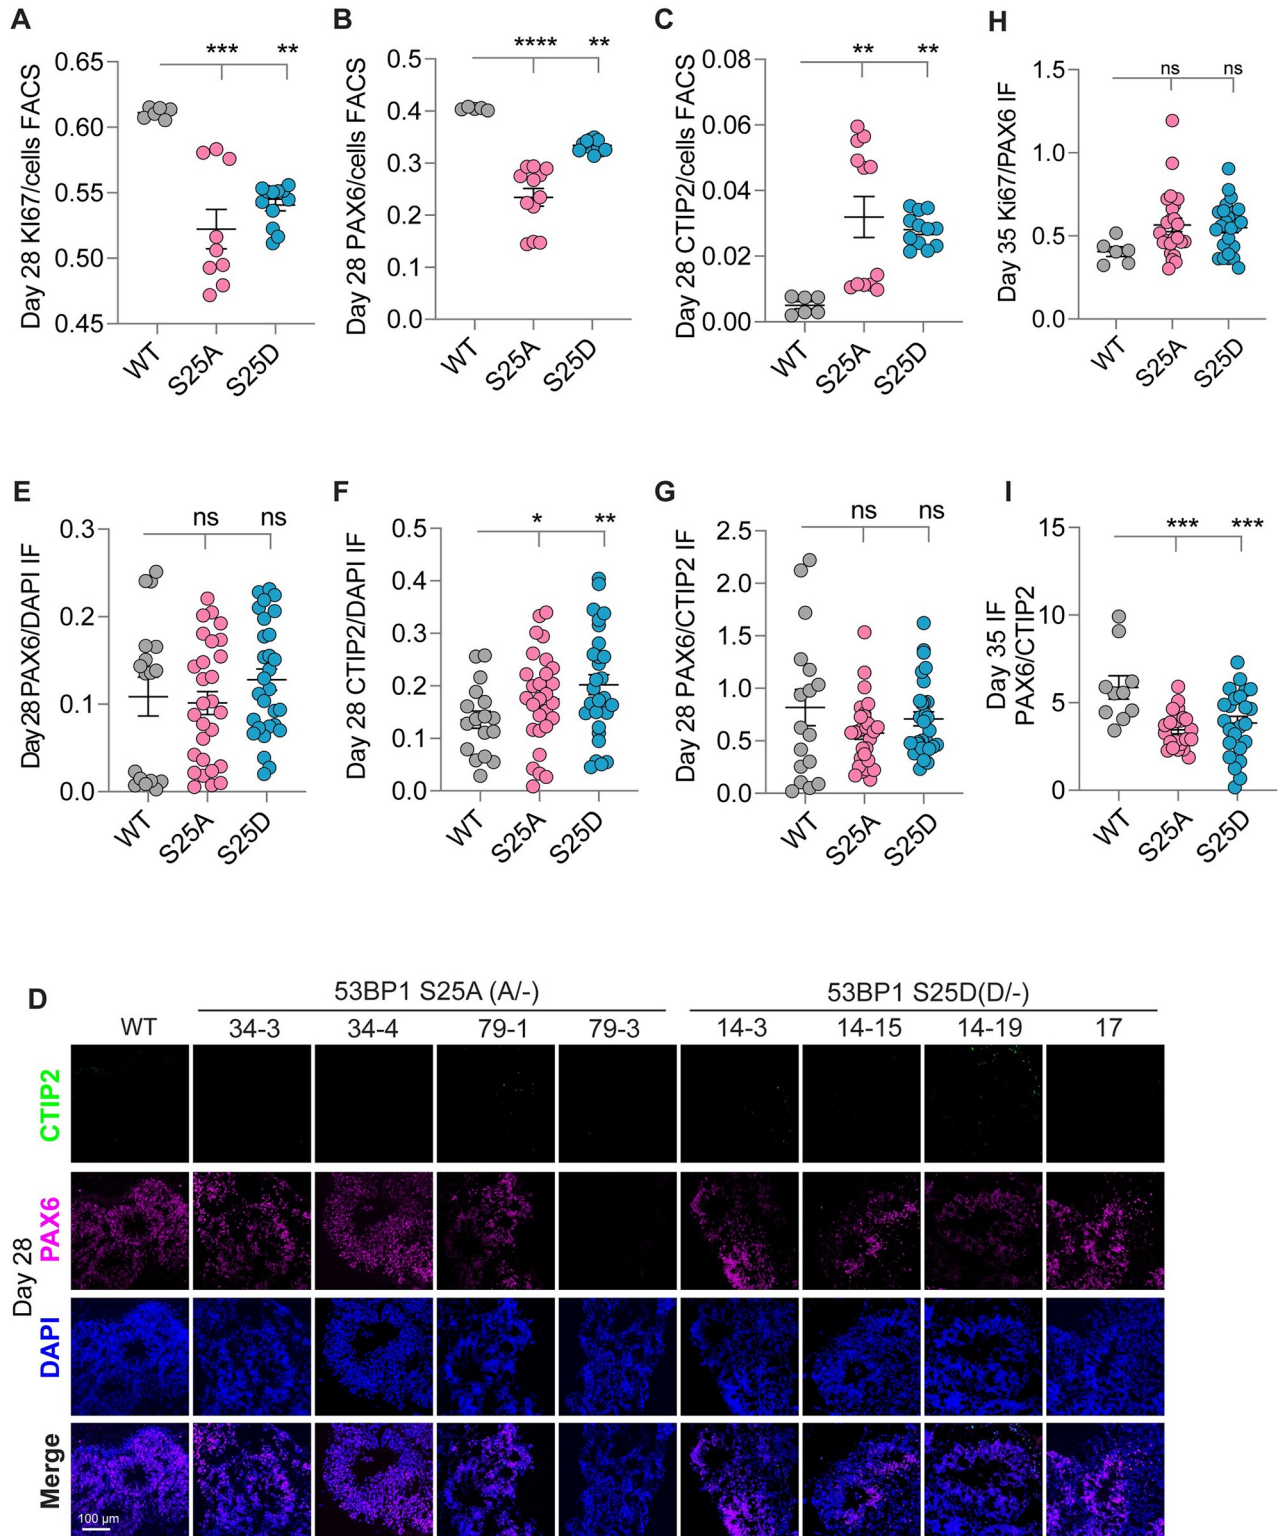 A
Day 28 KI67/cells FACS
*** **
0.65
0.60
0.55
0.50
0.45
WT S25A S25D
B
Day 28 PAX6/cells FACS
**** **
0.5
0.4
0.3
0.2
0.1
0.0
WT S25A S25D
C
Day 28 CTIP2/cells FACS
** **
0.08
0.06
0.04
0.02
0.00
WT S25A S25D
H
Day 35 Ki67/PAX6 IF
ns ns
1.5
1.0
0.5
0.0
WT S25A S25D
E
Day 28 PAX6/DAPI IF
ns ns
0.3
0.2
0.1
0.0
WT S25A S25D
F
Day 28 CTIP2/DAPI IF
* **
0.5
0.4
0.3
0.2
0.1
0.0
WT S25A S25D
G
Day 28 PAX6/CTIP2 IF
ns ns
2.5
2.0
1.5
1.0
0.5
0.0
WT S25A S25D
I
Day 35 IF
PAX6/CTIP2
*** ***
15
10
5
0
WT S25A S25D
D
53BP1 S25A (A/-) 53BP1 S25D(D/-)
WT 34-3 34-4 79-1 79-3 14-3 14-15 14-19 17
Day 28
CTIP2
PAX6
DAPI
Merge
100 µm